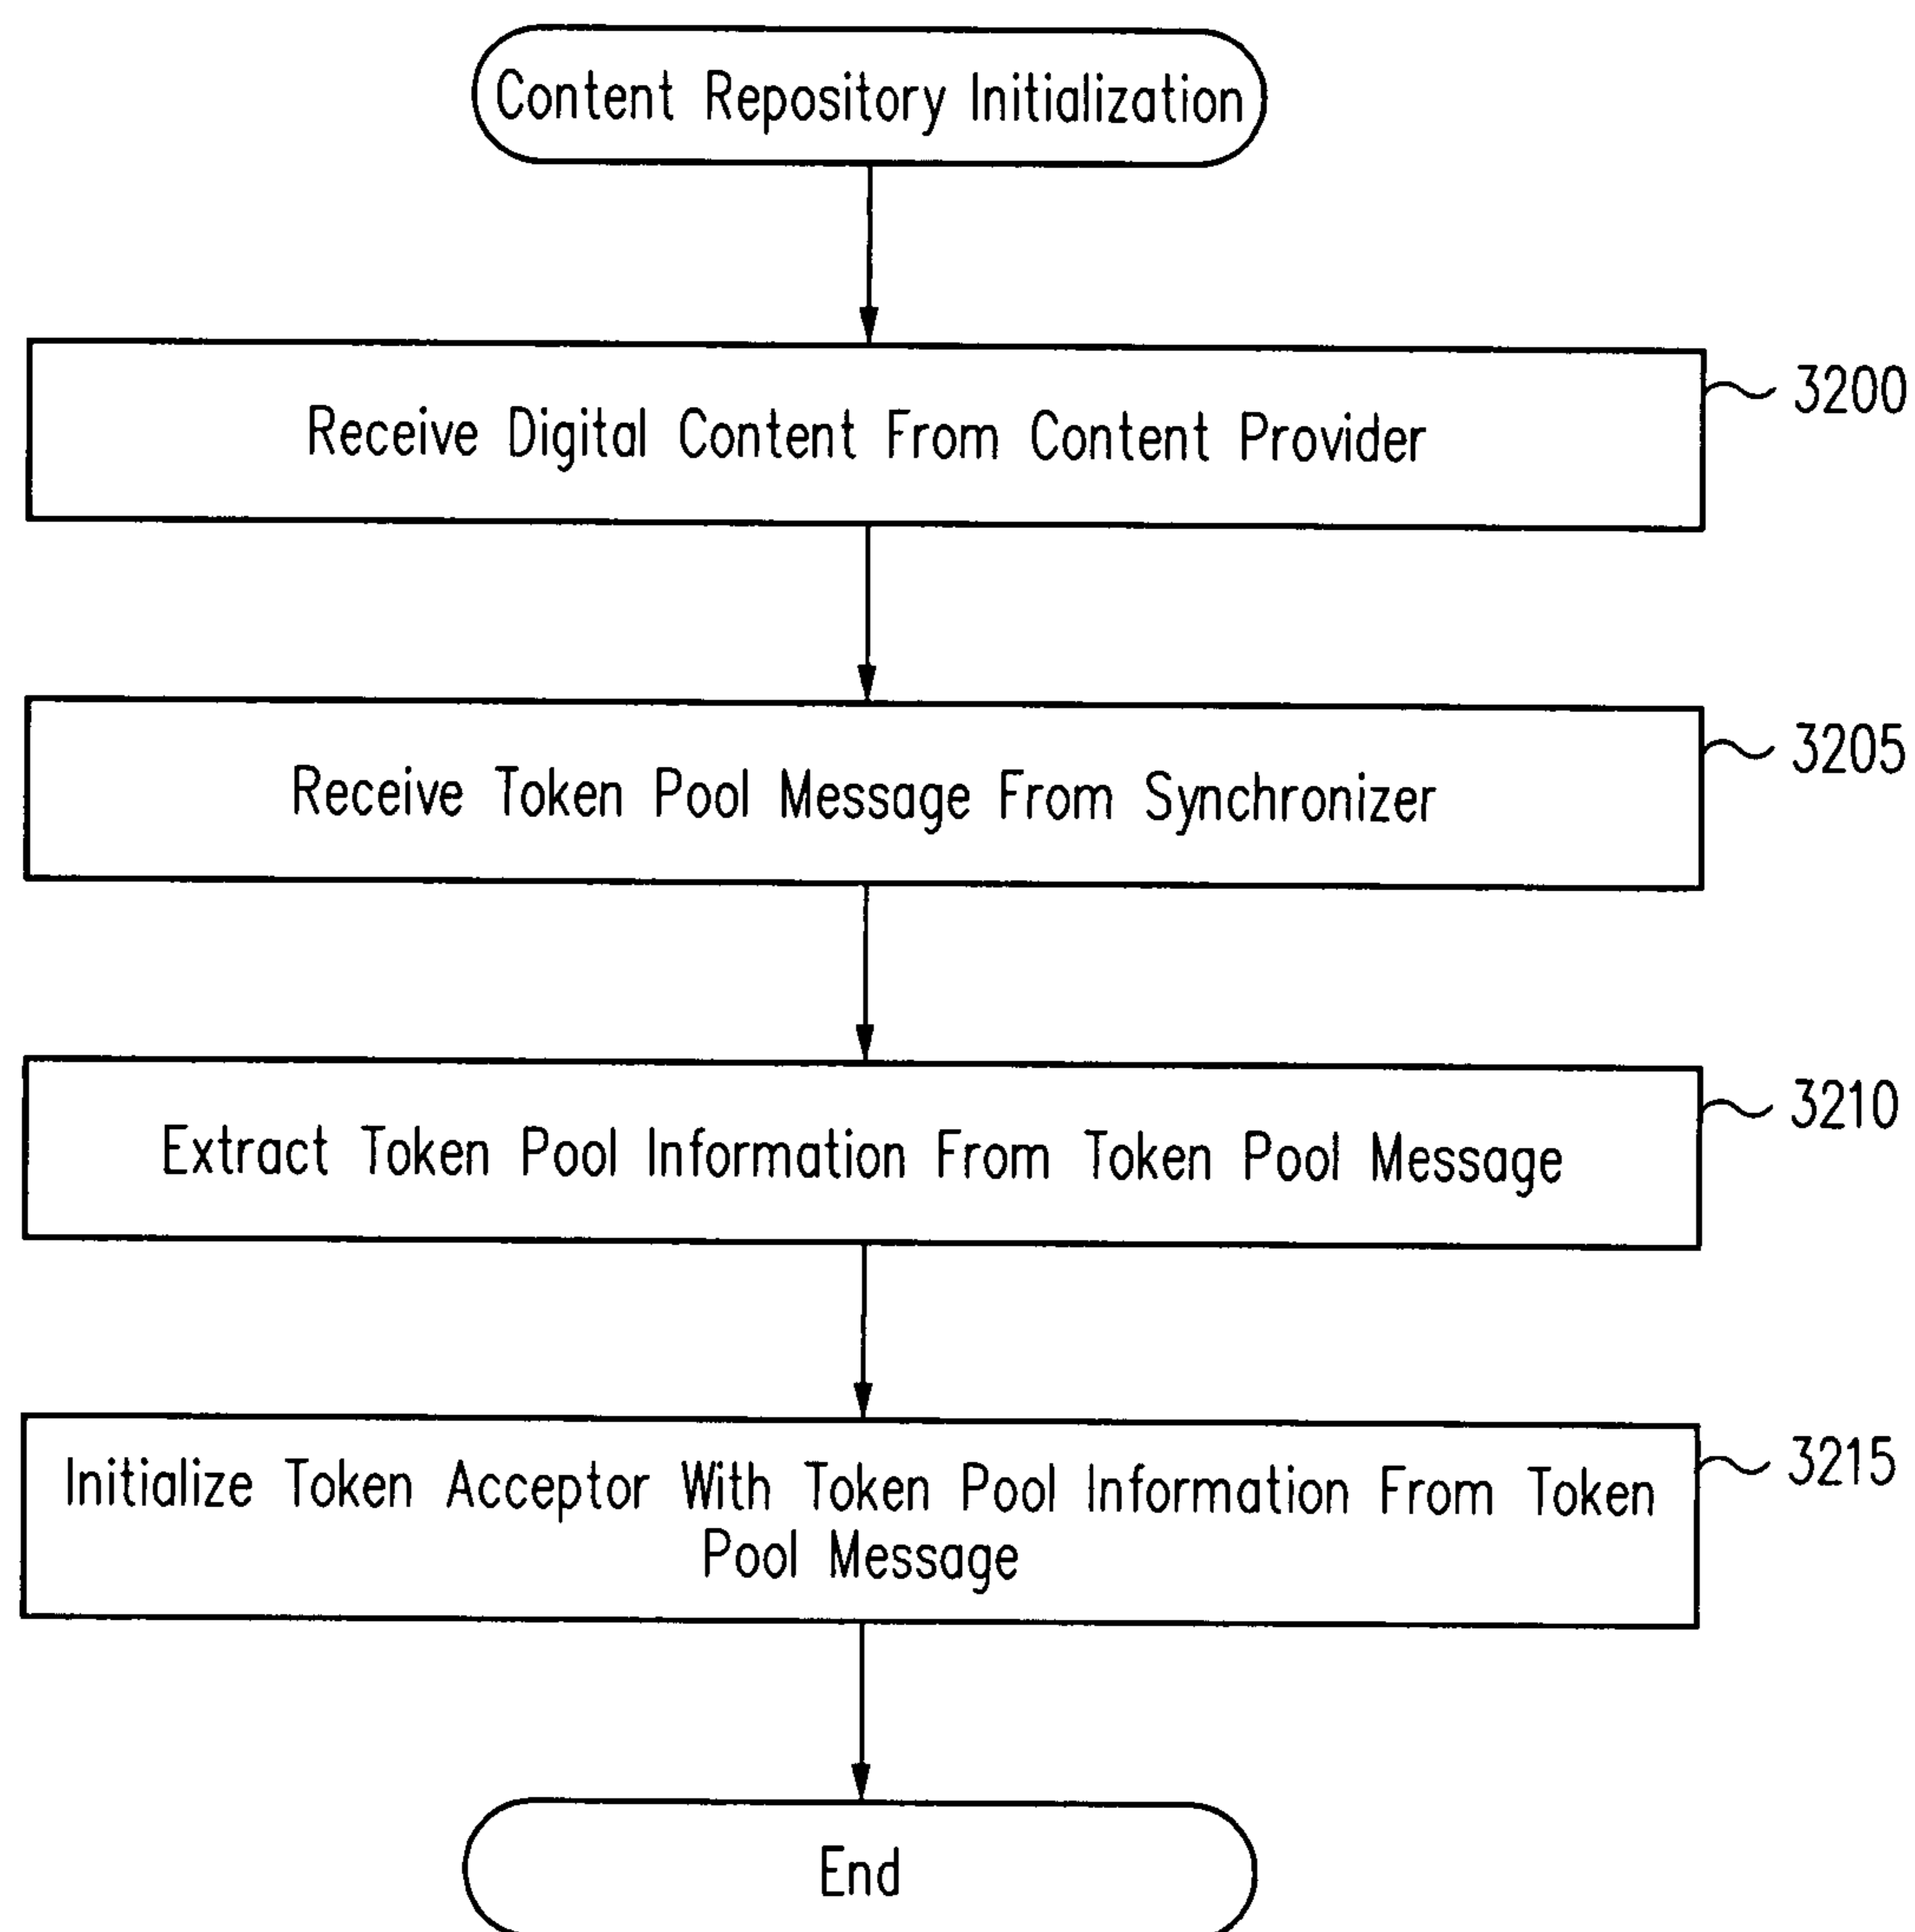 Content Repository Initialization
Receive Digital Content From Content Provider
3200
Receive Token Pool Message From Synchronizer
3205
Extract Token Pool Information From Token Pool Message
3210
Initialize Token Acceptor With Token Pool Information From Token
Pool Message
3215
End